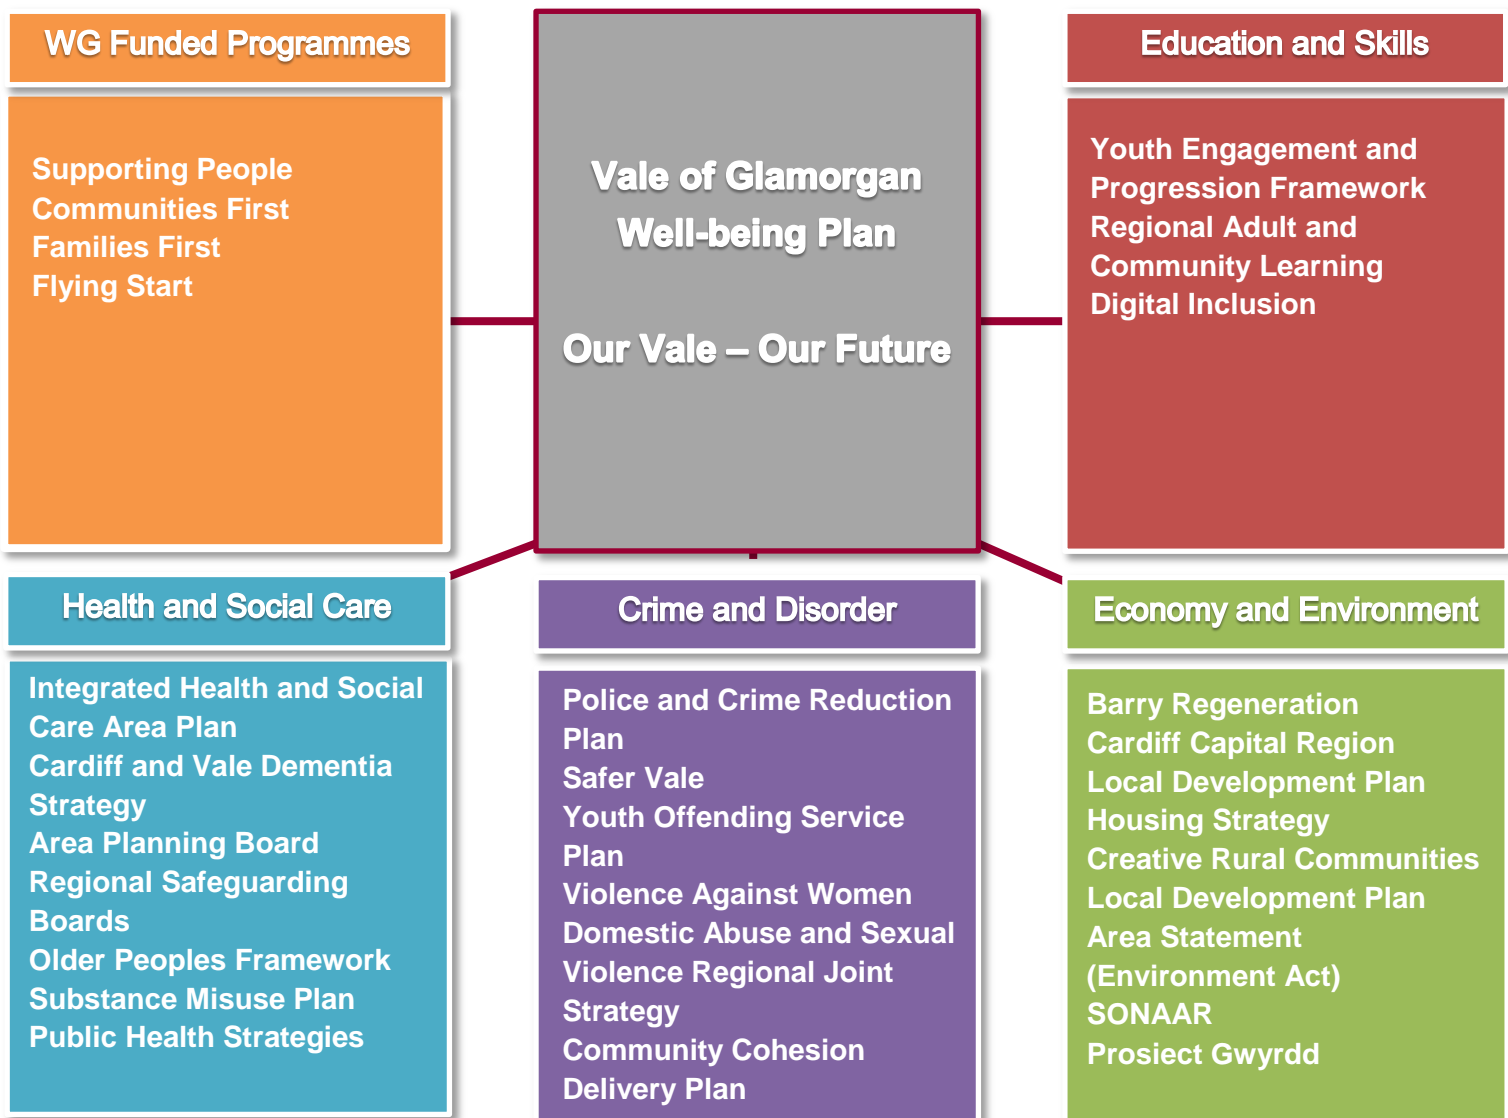 WG Funded Programmes
Supporting People
Communities First
Families First
Flying Start
Vale of Glamorgan
Well-being Plan
Our Vale – Our Future
Education and Skills
Youth Engagement and
Progression Framework
Regional Adult and
Community Learning
Digital Inclusion
Health and Social Care
Integrated Health and Social
Care Area Plan
Cardiff and Vale Dementia
Strategy
Area Planning Board
Regional Safeguarding
Boards
Older Peoples Framework
Substance Misuse Plan
Public Health Strategies
Crime and Disorder
Police and Crime Reduction
Plan
Safer Vale
Youth Offending Service
Plan
Violence Against Women
Domestic Abuse and Sexual
Violence Regional Joint
Strategy
Community Cohesion
Delivery Plan
Economy and Environment
Barry Regeneration
Cardiff Capital Region
Local Development Plan
Housing Strategy
Creative Rural Communities
Local Development Plan
Area Statement
(Environment Act)
SONAAR
Prosiect Gwyrdd